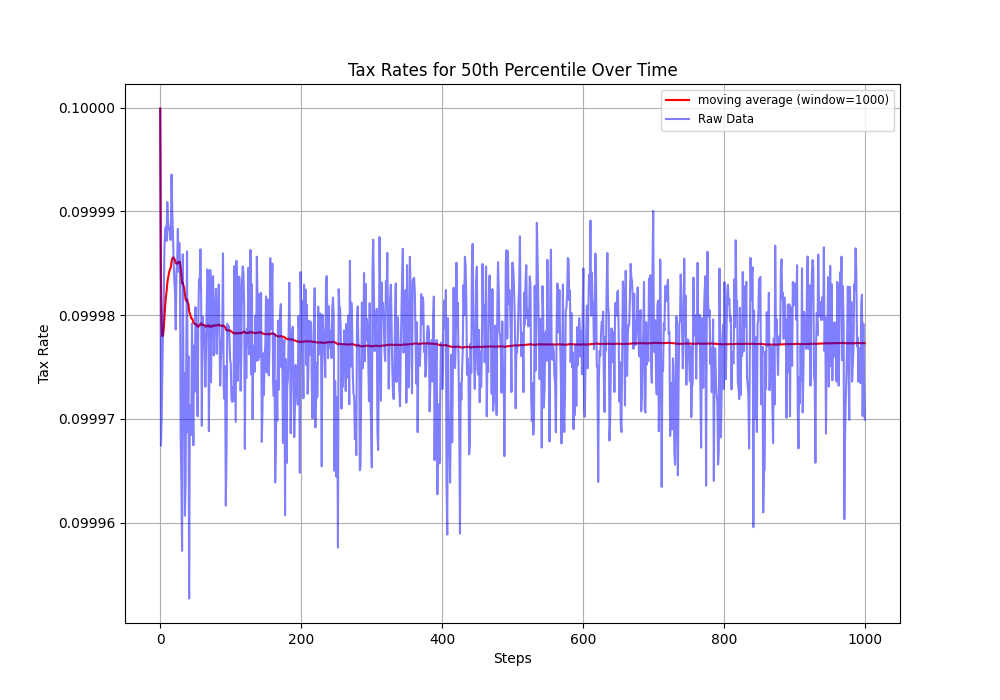 Tax Rates for 50th Percentile Over Time
moving average (window=1000)
Raw Data
Tax Rate
0.10000
0.09999
0.09998
0.09997
0.09996
0 200 400 600 800 1000
Steps